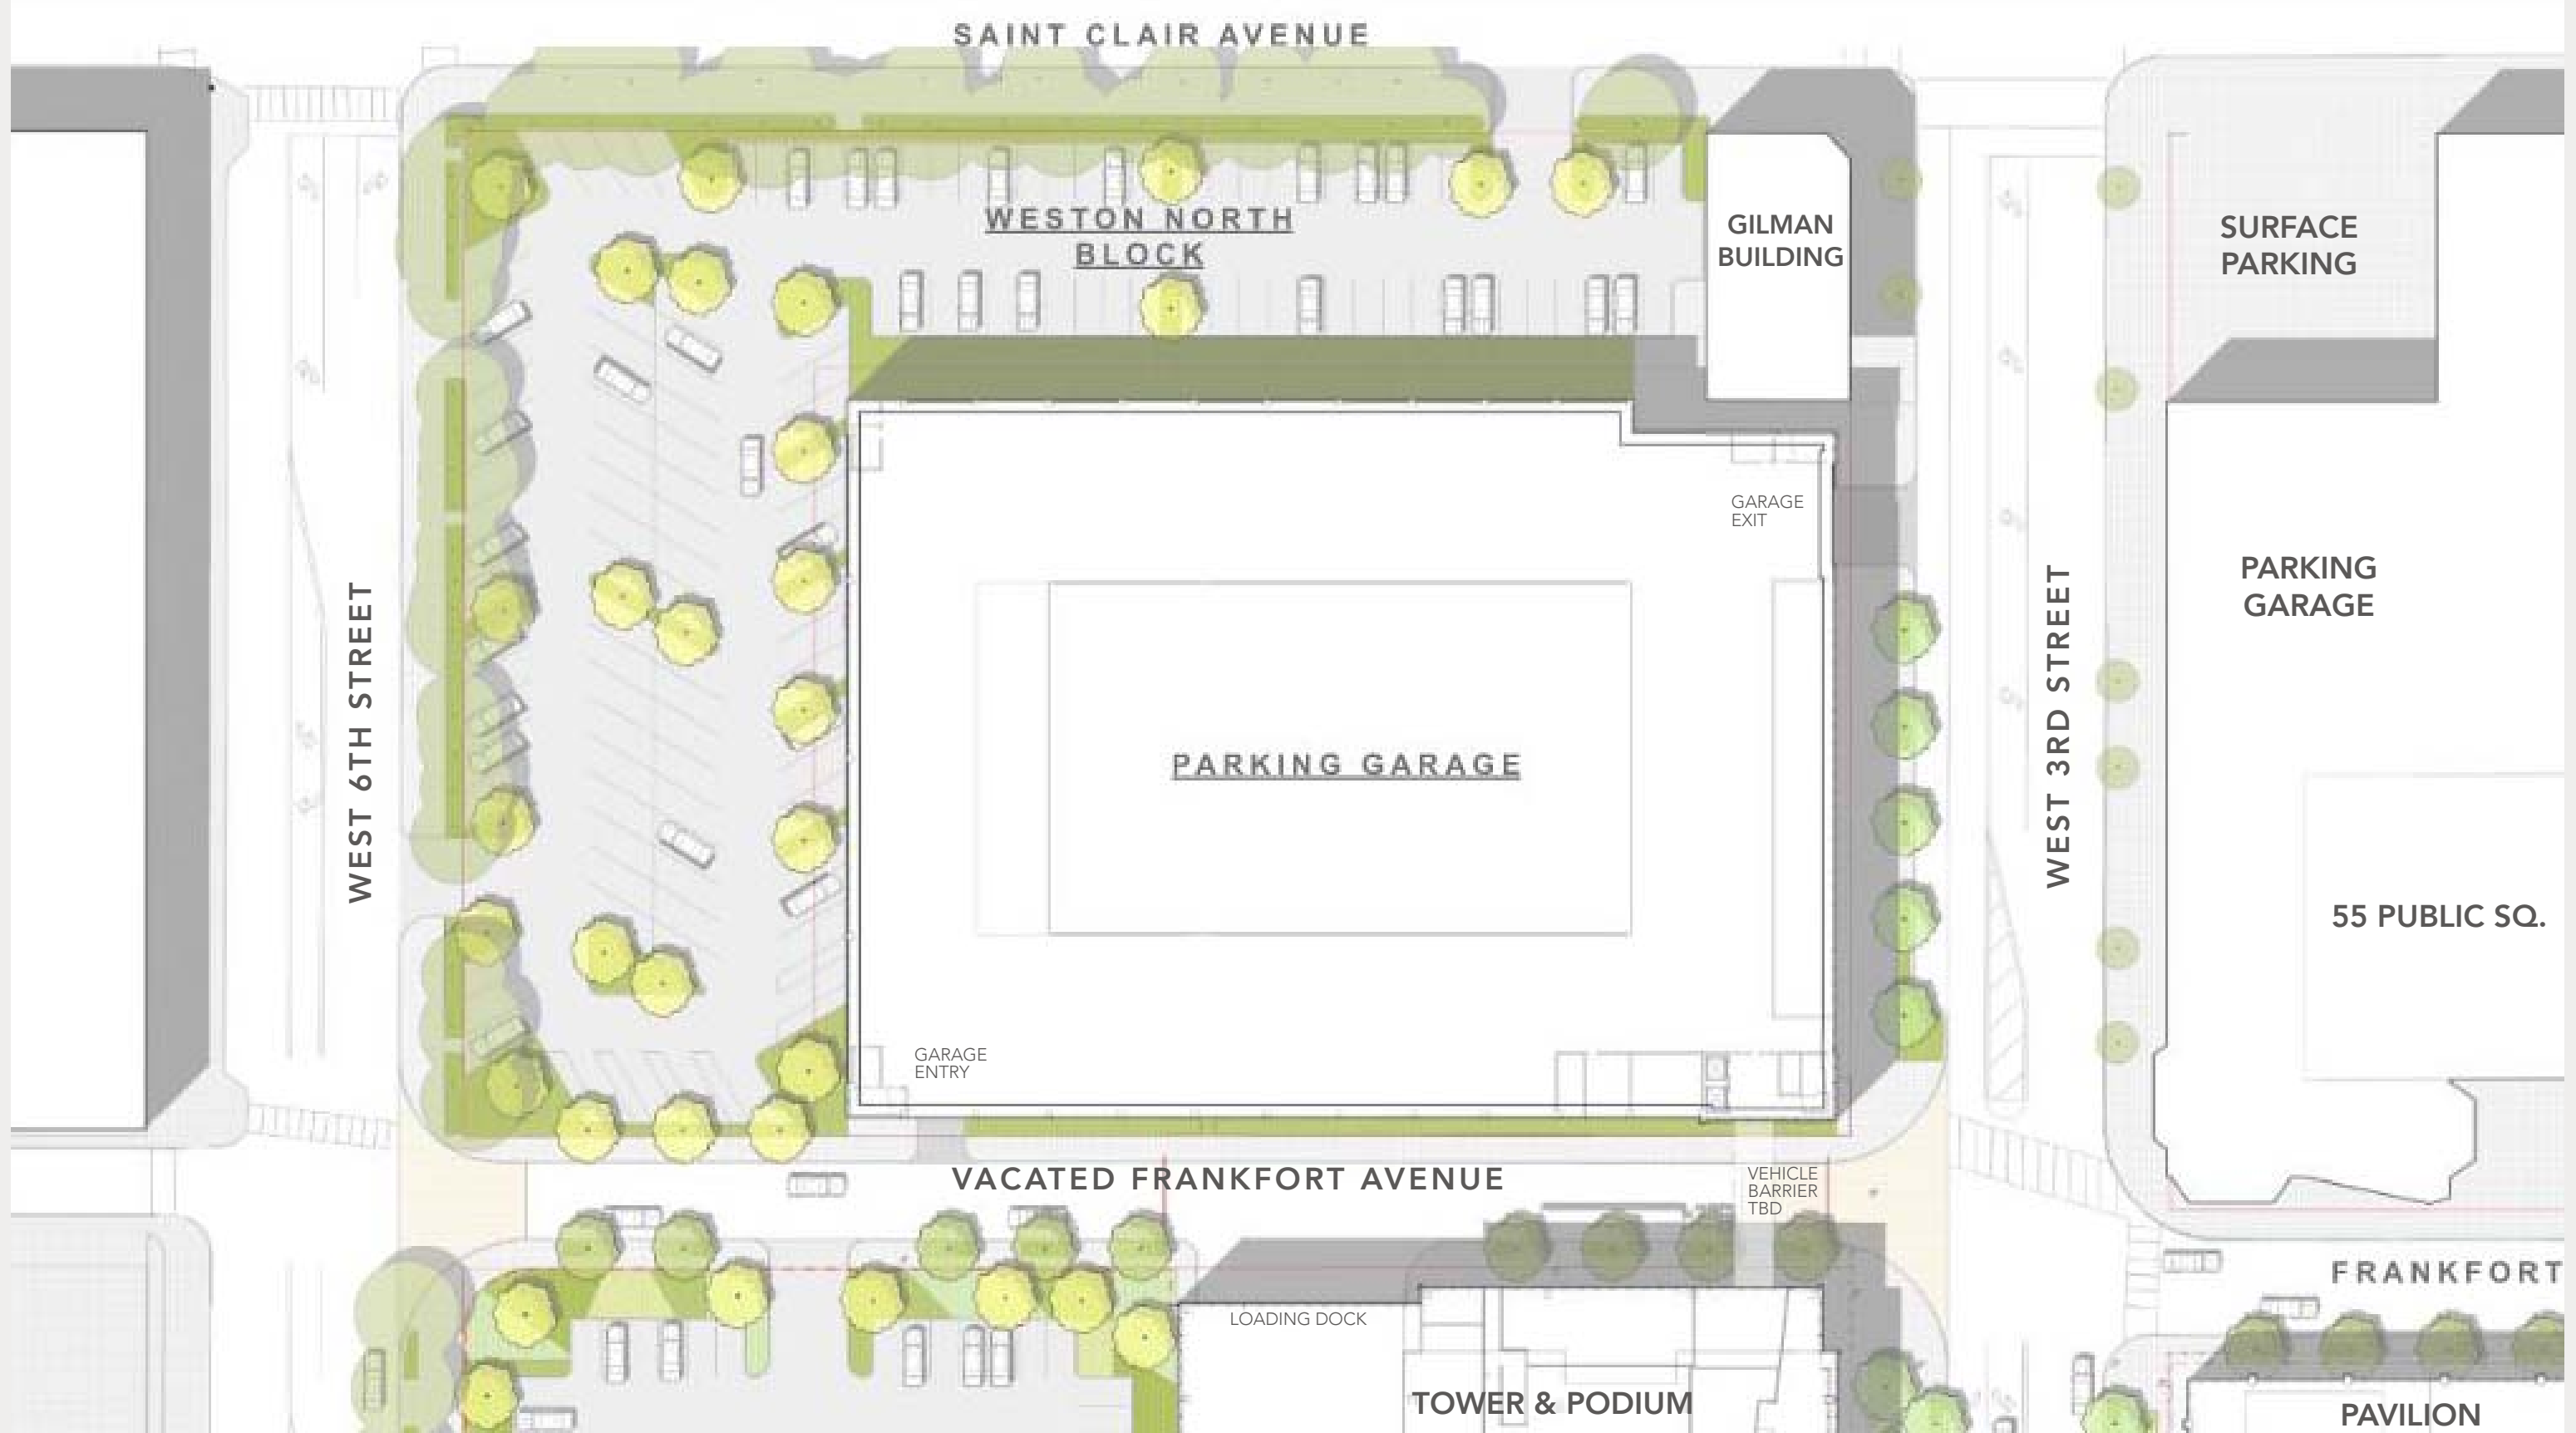 SAINT CLAIR AVENUE
WESTON NORTH
BLOCK
GILMAN
BUILDING
SURFACE
PARKING
GARAGE
EXIT
PARKING
GARAGE
WEST 6TH STREET
WEST 3RD STREET
PARKING GARAGE
55 PUBLIC SQ.
GARAGE
ENTRY
VACATED FRANKFORT AVENUE
VEHICLE
BARRIER
TBD
FRANKFORT
LOADING DOCK
TOWER & PODIUM
PAVILION